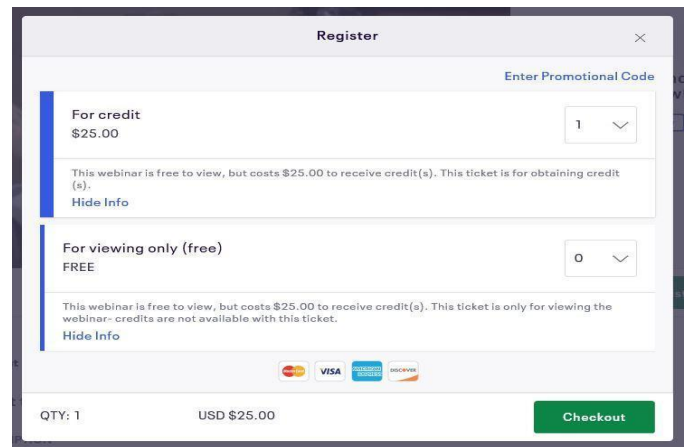 Register
Enter Promotional Code
For credit
$25.00
1
This webinar is free to view, but costs $25.00 to receive credit(s). This ticket is for obtaining credit
(s).
Hide Info
For viewing only (free)
FREE
0
This webinar is free to view, but costs $25.00 to receive credit(s). This ticket is only for viewing the
webinar- credits are not available with this ticket.
Hide Info
VISA
DISCOVER
QTY: 1
USD $25.00
Checkout